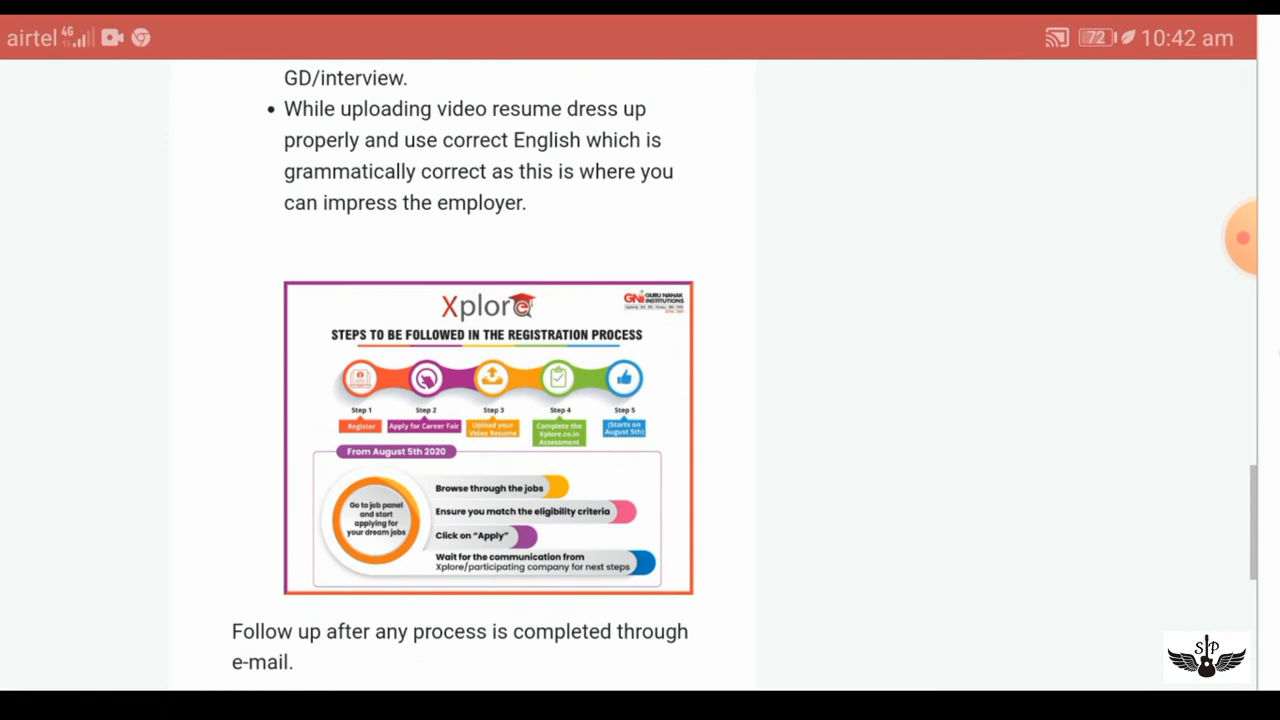 airtel 4G 72 10:42 am
GD/interview.
• While uploading video resume dress up
properly and use correct English which is
grammatically correct as this is where you
can impress the employer.
Xplore
GNi GURU NANAK
INSTITUTIONS
STEPS TO BE FOLLOWED IN THE REGISTRATION PROCESS
Step 1 Step 2 Step 3 Step 4 Step 5
Register
Apply for Career Fair
Upload your
Video Resume
Complete the
Xplore.co.in
Assessment
(Starts on
August 5th)
From August 5th 2020
Go to job panel
and start
applying for
your dream jobs
Browse through the jobs
Ensure you match the eligibility criteria
Click on “Apply”
Wait for the communication from
Xplore/participating company for next steps
Follow up after any process is completed through
e-mail.
SP